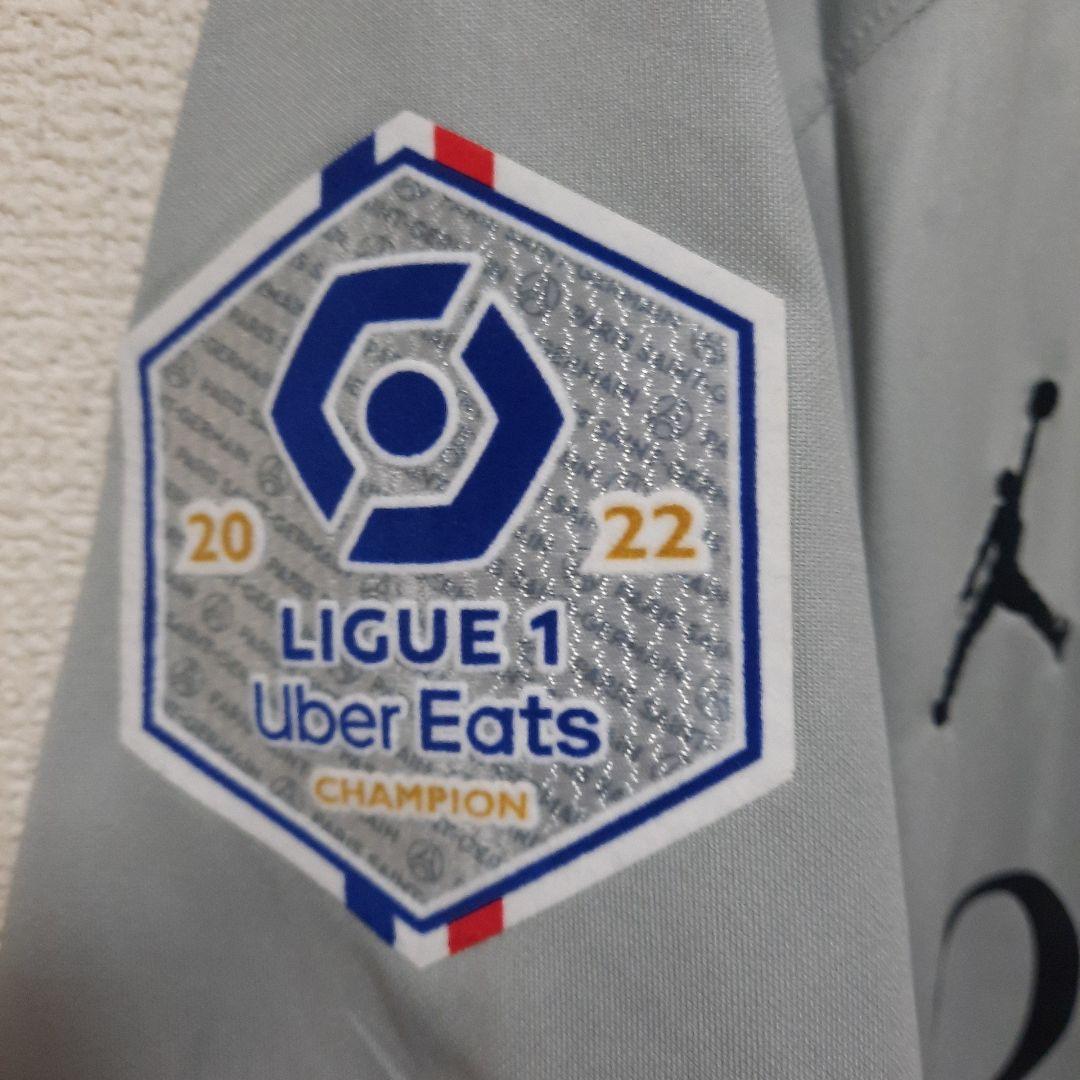 20 22
LIGUE 1
Uber Eats
CHAMPION